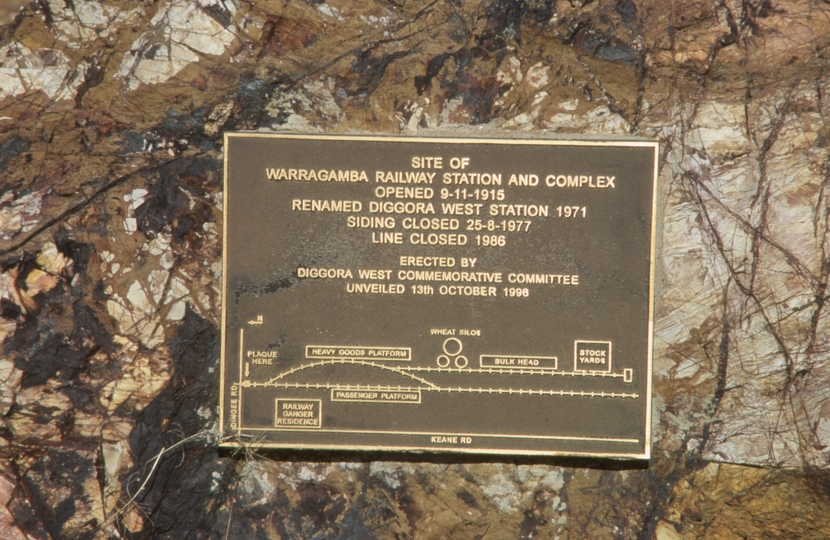 SITE OF
WARRAGAMBA RAILWAY STATION AND COMPLEX
OPENED 9-11-1915
RENAMED DIGGORA WEST STATION 1971
SIDING CLOSED 25-8-1977
LINE CLOSED 1986
ERECTED BY
DIGGORA WEST COMMEMORATIVE COMMITTEE
UNVEILED 13th OCTOBER 1996
N
WHEAT SILOS
PLAQUE
HERE
HEAVY GOODS PLATFORM
BULK HEAD
STOCK
YARDS
PASSENGER PLATFORM
DINGEE RD
RAILWAY
GANGER
RESIDENCE
KEANE RD